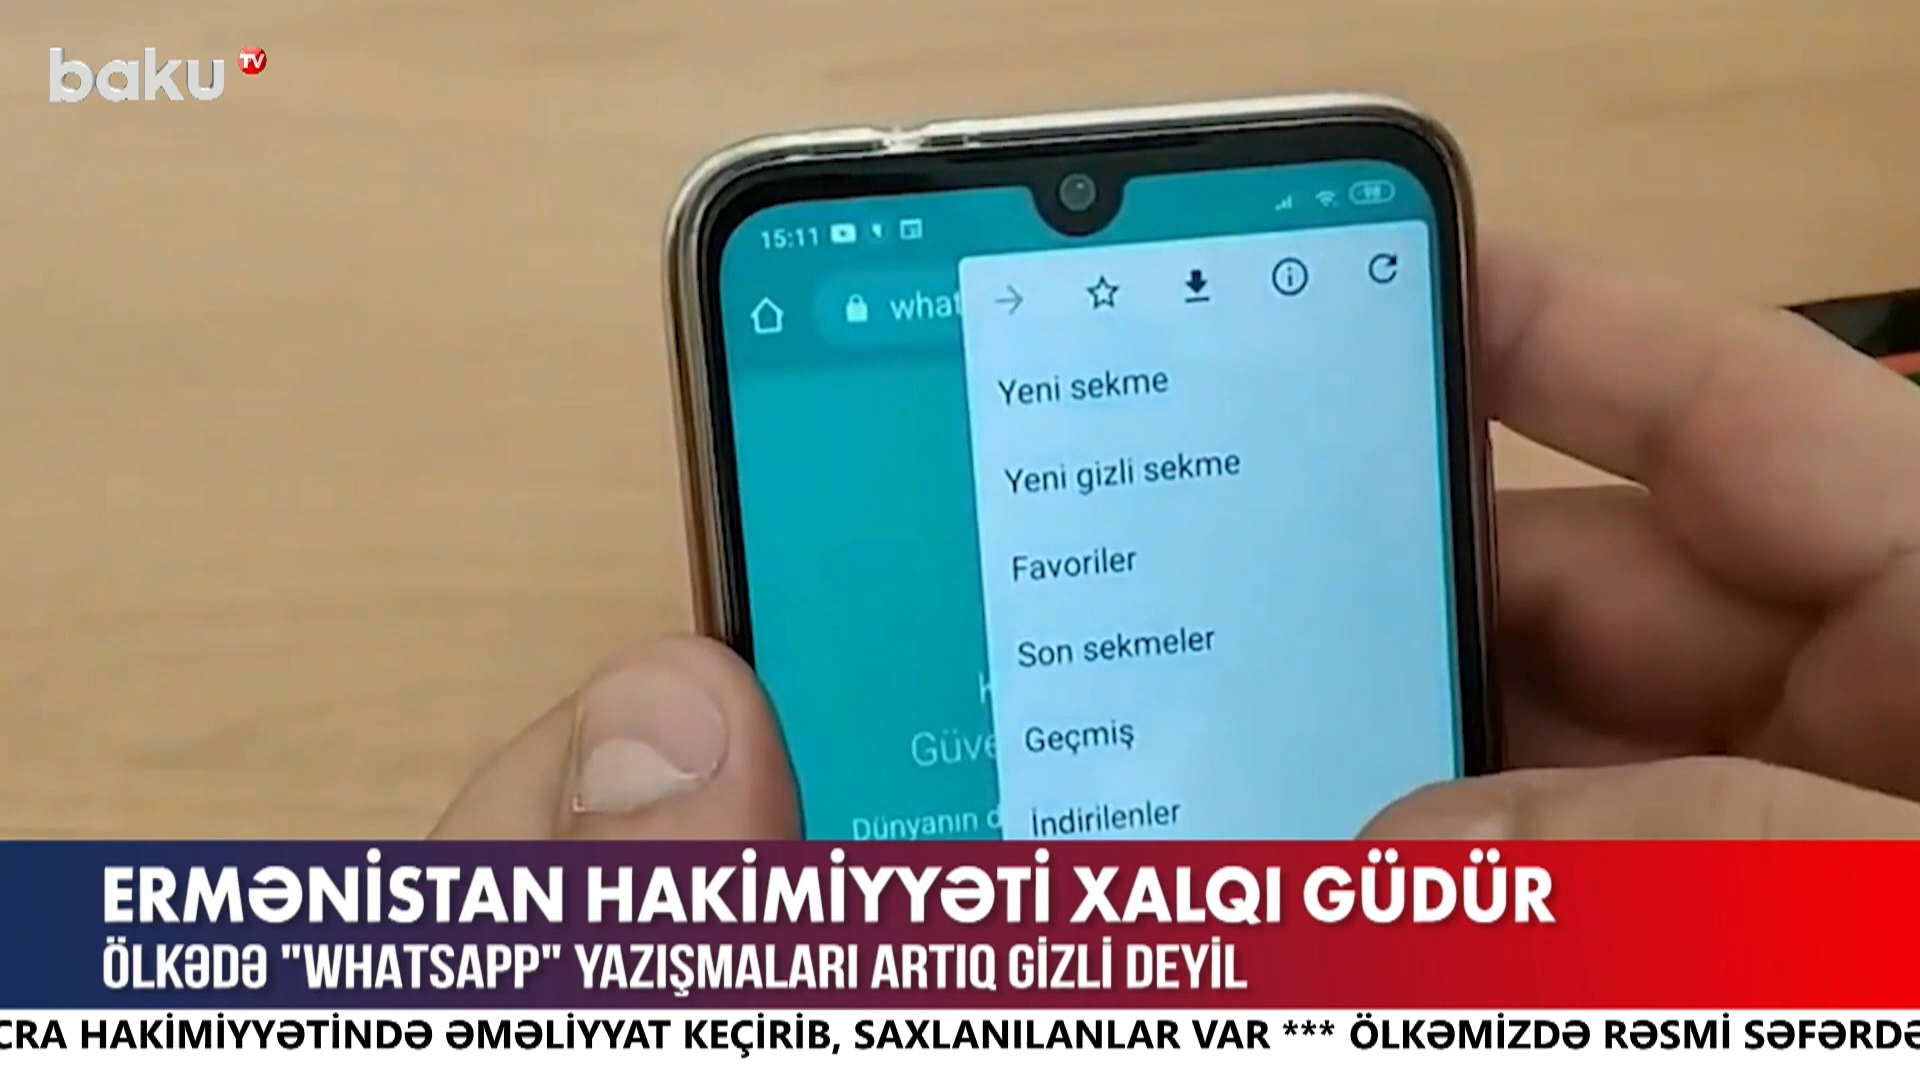 baku TV
15:11
98
what
Yeni sekme
Yeni gizli sekme
Favoriler
Son sekmeler
Güve
Geçmiş
Dünyanın d
İndirilenler
ERMƏNİSTAN HAKİMİYYƏTİ XALQI GÜDÜR
ÖLKƏDƏ "WHATSAPP" YAZIŞMALARI ARTIQ GİZLİ DEYİL
CRA HAKİMİYYƏTİNDƏ ƏMƏLİYYAT KEÇİRİB, SAXLANILANLAR VAR *** ÖLKƏMİZDƏ RƏSMİ SƏFƏRDƏ